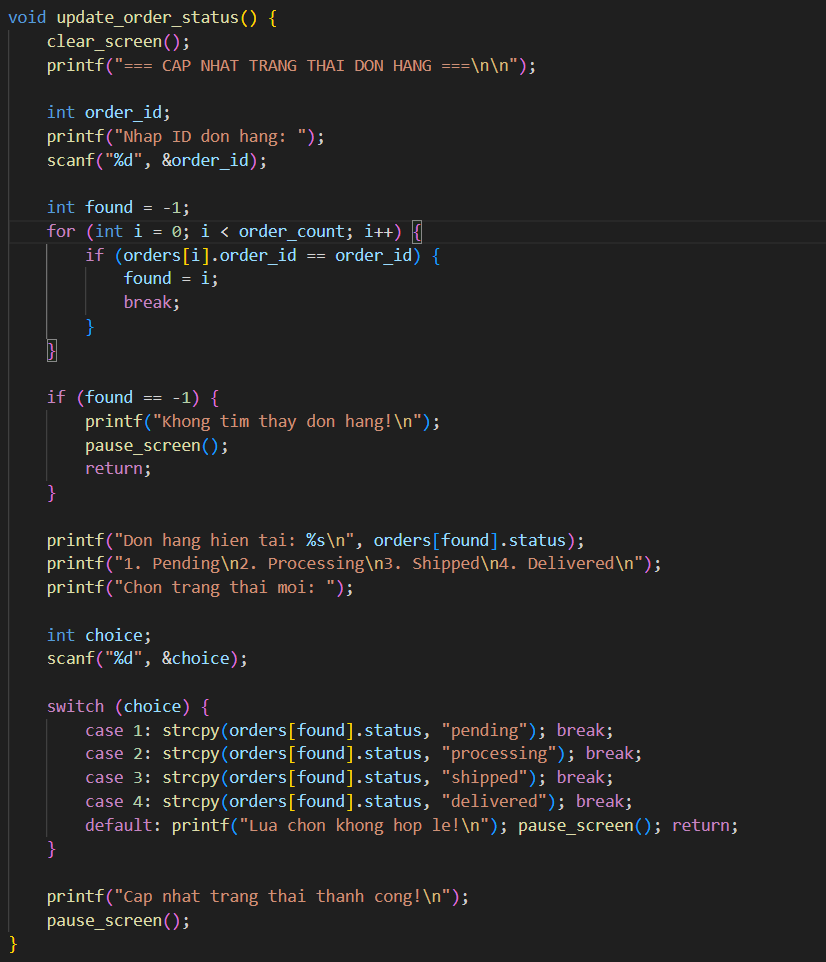 void update_order_status() {
    clear_screen();
    printf("=== CAP NHAT TRANG THAI DON HANG ===\n\n");

    int order_id;
    printf("Nhap ID don hang: ");
    scanf("%d", &order_id);

    int found = -1;
    for (int i = 0; i < order_count; i++) {
        if (orders[i].order_id == order_id) {
            found = i;
            break;
        }
    }

    if (found == -1) {
        printf("Khong tim thay don hang!\n");
        pause_screen();
        return;
    }

    printf("Don hang hien tai: %s\n", orders[found].status);
    printf("1. Pending\n2. Processing\n3. Shipped\n4. Delivered\n");
    printf("Chon trang thai moi: ");

    int choice;
    scanf("%d", &choice);

    switch (choice) {
        case 1: strcpy(orders[found].status, "pending"); break;
        case 2: strcpy(orders[found].status, "processing"); break;
        case 3: strcpy(orders[found].status, "shipped"); break;
        case 4: strcpy(orders[found].status, "delivered"); break;
        default: printf("Lua chon khong hop le!\n"); pause_screen(); return;
    }

    printf("Cap nhat trang thai thanh cong!\n");
    pause_screen();
}